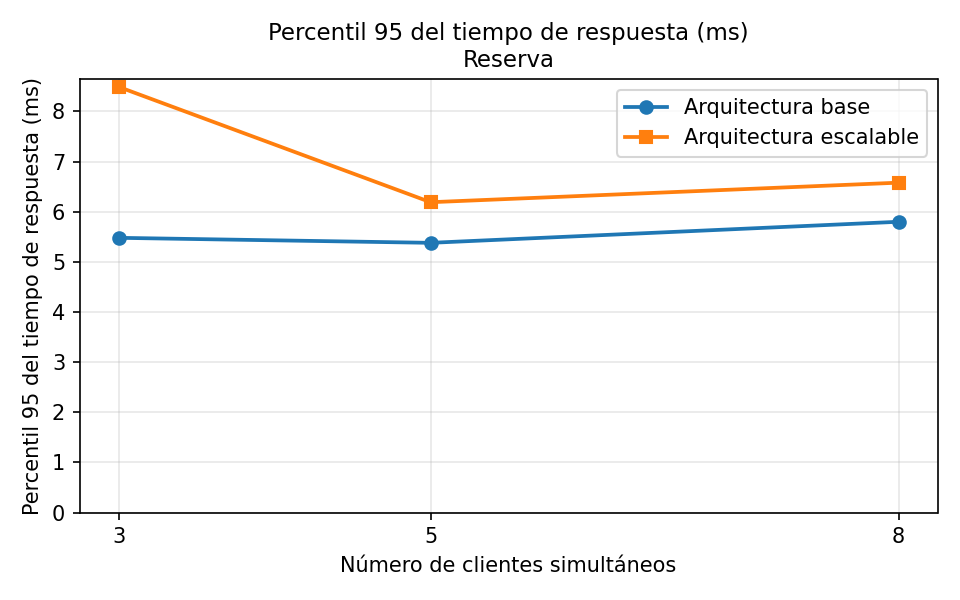 Percentil 95 del tiempo de respuesta (ms)
Reserva
Arquitectura base
Arquitectura escalable
Percentil 95 del tiempo de respuesta (ms)
8
7
6
5
4
3
2
1
0
3
5
8
Número de clientes simultáneos